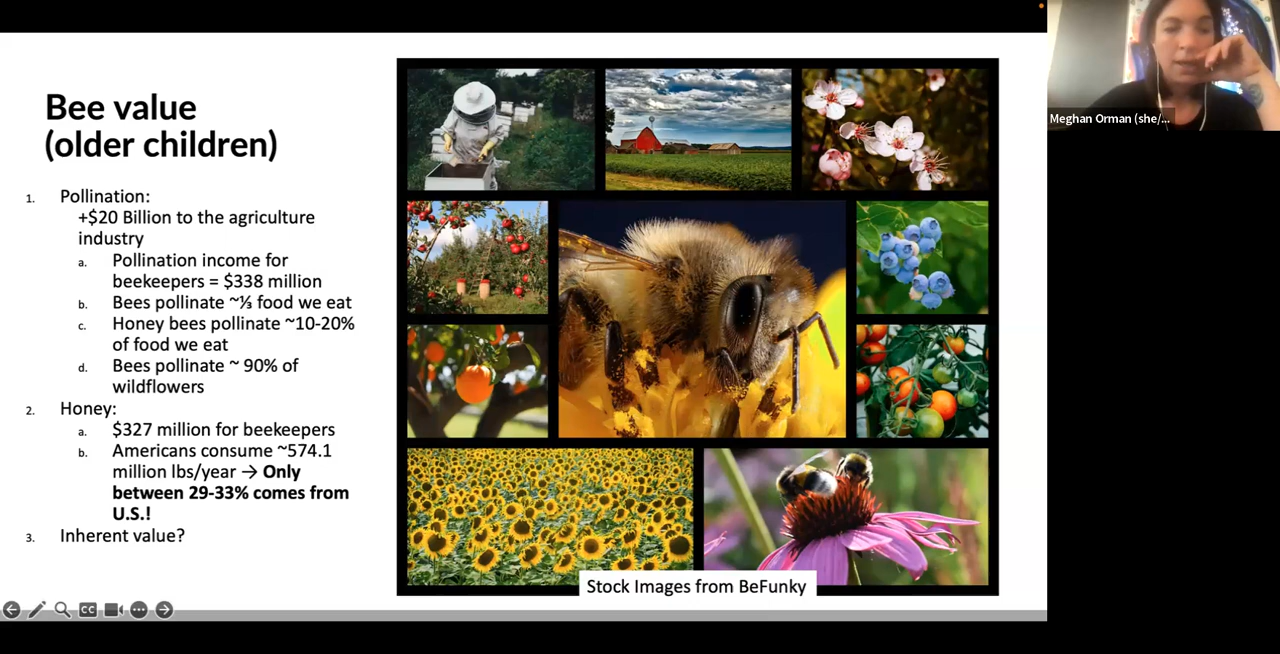 Bee value
(older children)
1. Pollination:
+$20 Billion to the agriculture
industry
a. Pollination income for
beekeepers = $338 million
b. Bees pollinate ~⅓ food we eat
c. Honey bees pollinate ~10-20%
of food we eat
d. Bees pollinate ~ 90% of
wildflowers
2. Honey:
a. $327 million for beekeepers
b. Americans consume ~574.1
million lbs/year → Only
between 29-33% comes from
U.S.!
3. Inherent value?
Stock Images from BeFunky
CC
Meghan Orman (she/...